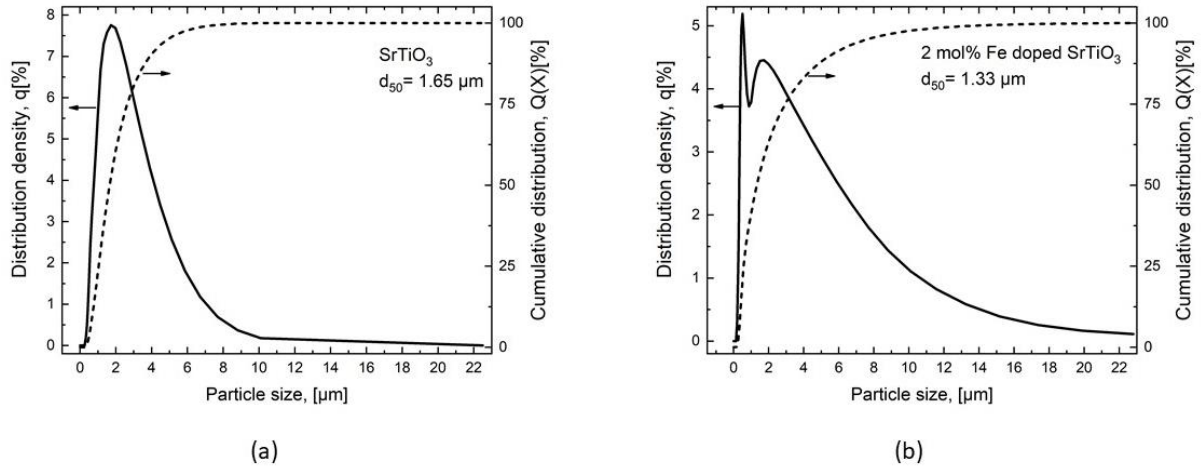 Distribution density, q[%]
8
7
6
5
4
3
2
1
0
SrTiO₃
d₅₀= 1.65 µm
100
75
50
25
0
Cumulative distribution, Q(X)[%]
0 2 4 6 8 10 12 14 16 18 20 22
Particle size, [µm]
(a)
Distribution density, q[%]
5
4
3
2
1
0
2 mol% Fe doped SrTiO₃
d₅₀= 1.33 µm
100
75
50
25
0
Cumulative distribution, Q(X)[%]
0 2 4 6 8 10 12 14 16 18 20 22
Particle size, [µm]
(b)